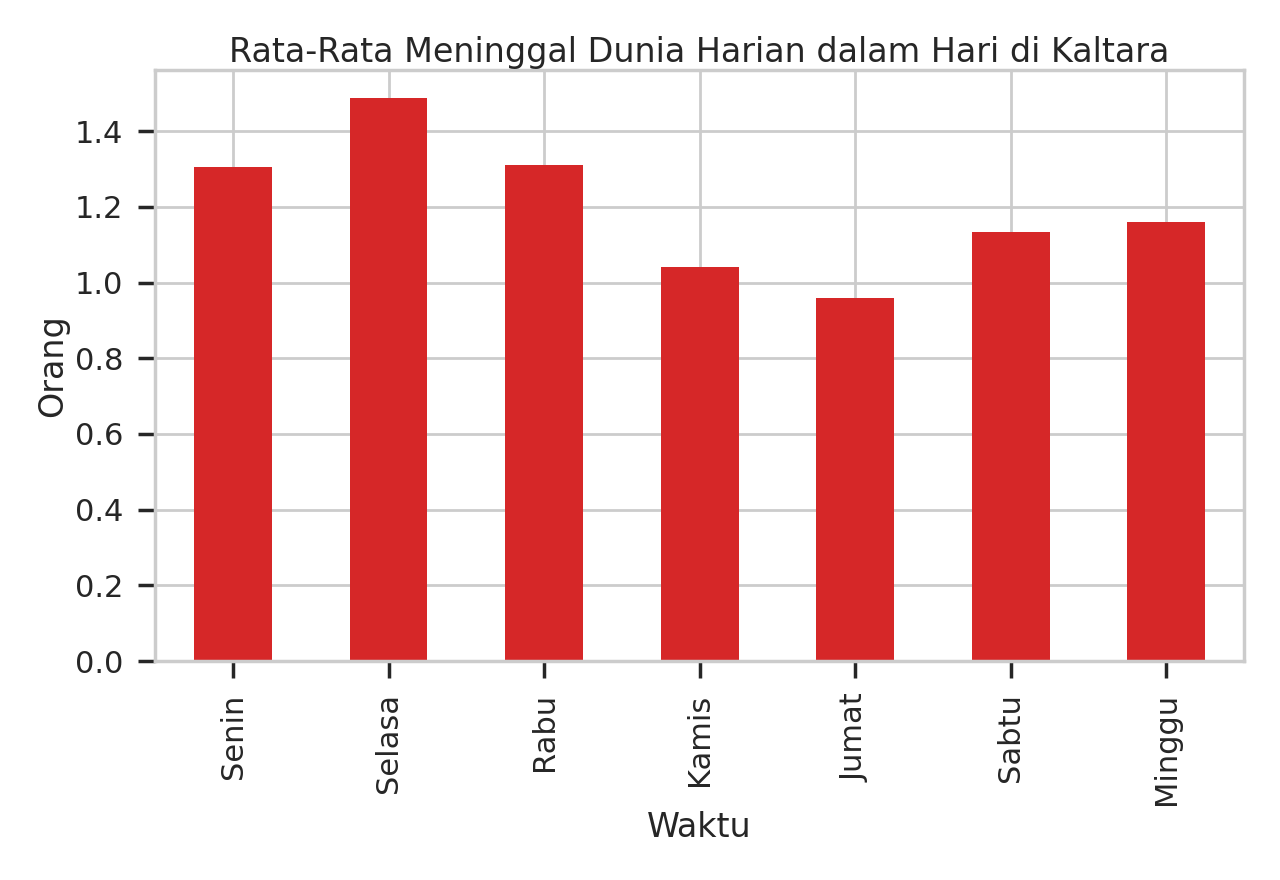 Rata-Rata Meninggal Dunia Harian dalam Hari di Kaltara
1.4
1.2
1.0
0.8
0.6
0.4
0.2
0.0
Orang
Senin
Selasa
Rabu
Kamis
Jumat
Sabtu
Minggu
Waktu